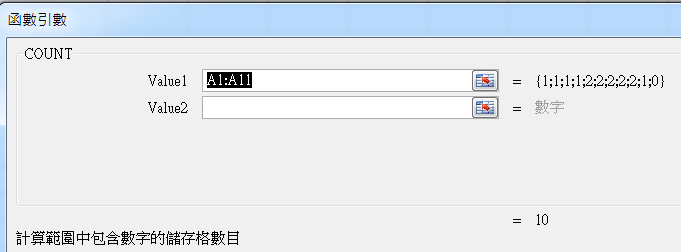 函數引數
COUNT
Value1 A1:A11 = {1;1;1;1;2;2;2;2;2;1;0}
Value2 = 數字
= 10
計算範圍中包含數字的儲存格數目